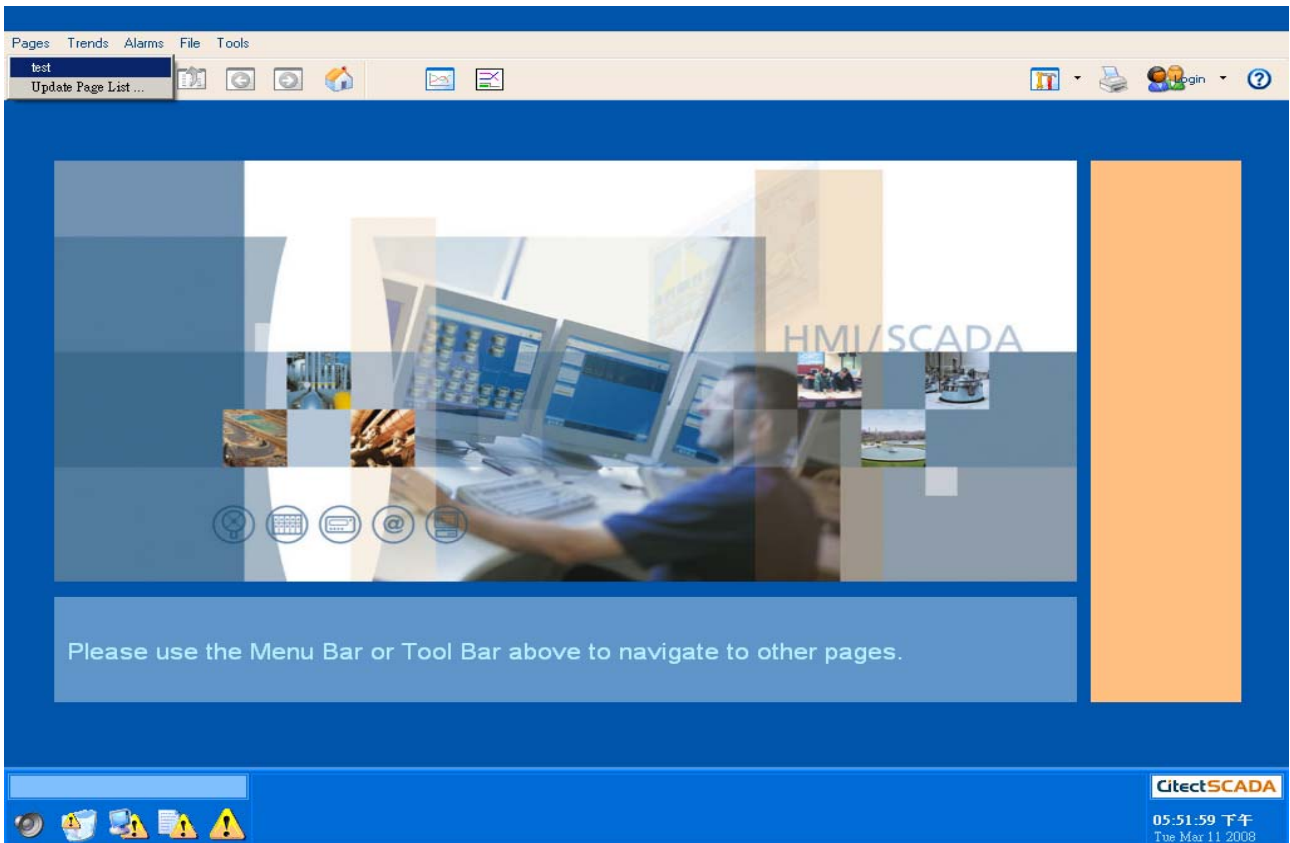 Pages Trends Alarms File Tools
test
Update Page List ...
Login
HMI/SCADA
@
Please use the Menu Bar or Tool Bar above to navigate to other pages.
CitectSCADA
05:51:59 下午
Tue Mar 11 2008